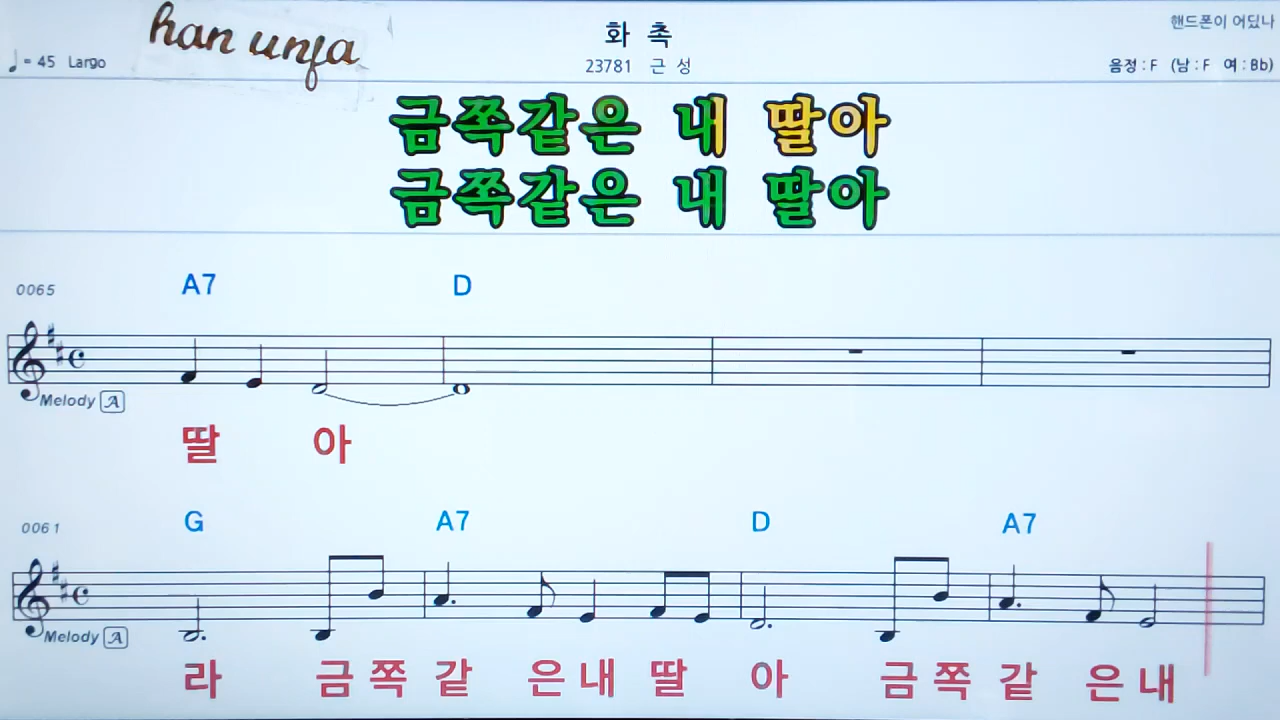 han unfa
화 촉
핸드폰이 어딨나
♩= 45 Largo
23781 근 성
음정 : F (남 : F 여 : Bb)
금쪽같은 내 딸아
금쪽같은 내 딸아
0065 A7 D
Melody A
딸 아
0061 G A7 D A7
Melody A
라 금 쪽 같 은 내 딸 아 금 쪽 같 은 내